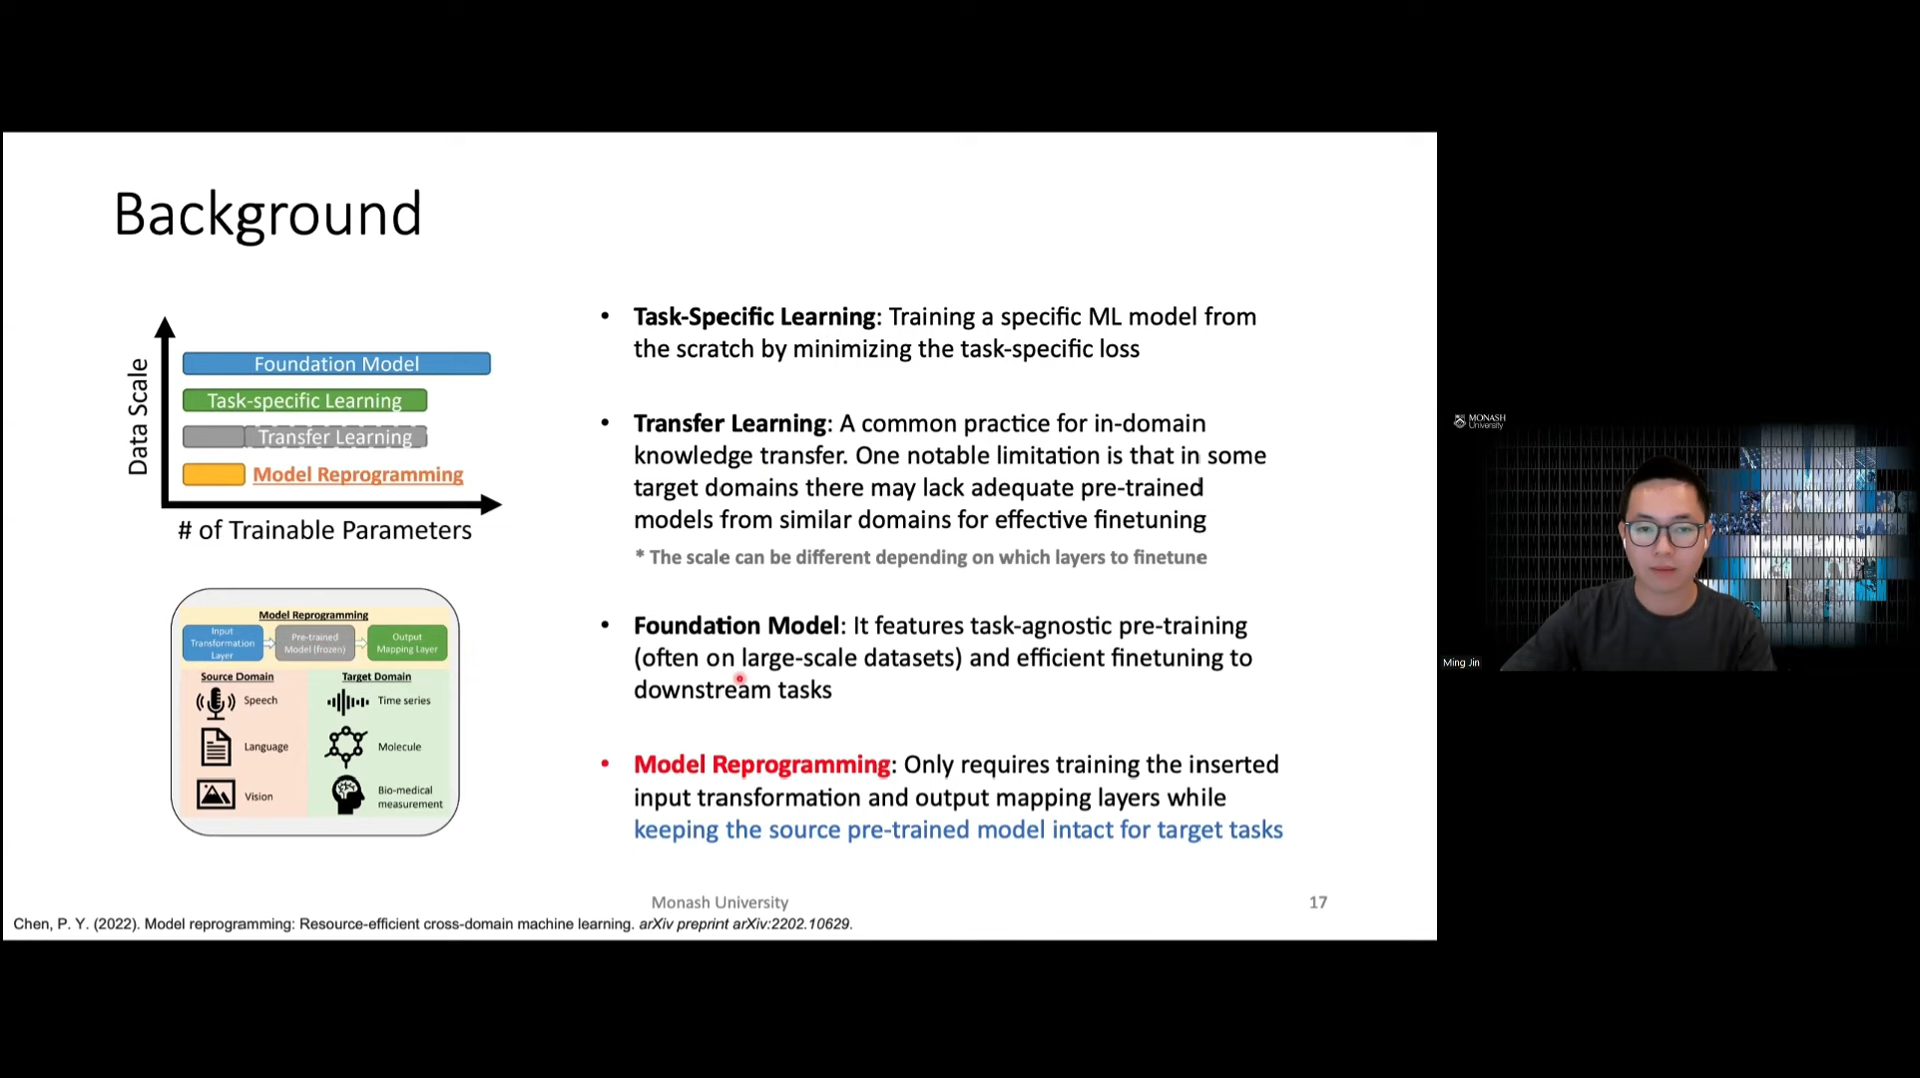 Background
Data Scale
Foundation Model
Task-specific Learning
Transfer Learning
Model Reprogramming
# of Trainable Parameters
Model Reprogramming
Input
Transformation
Layer
Pre-trained
Model (frozen)
Output
Mapping Layer
Source Domain
Speech
Language
Vision
Target Domain
Time series
Molecule
Bio-medical
measurement
• Task-Specific Learning: Training a specific ML model from
the scratch by minimizing the task-specific loss
• Transfer Learning: A common practice for in-domain
knowledge transfer. One notable limitation is that in some
target domains there may lack adequate pre-trained
models from similar domains for effective finetuning
* The scale can be different depending on which layers to finetune
• Foundation Model: It features task-agnostic pre-training
(often on large-scale datasets) and efficient finetuning to
downstream tasks
• Model Reprogramming: Only requires training the inserted
input transformation and output mapping layers while
keeping the source pre-trained model intact for target tasks
Monash University
17
Chen, P. Y. (2022). Model reprogramming: Resource-efficient cross-domain machine learning. arXiv preprint arXiv:2202.10629.
MONASH
University
Ming Jin